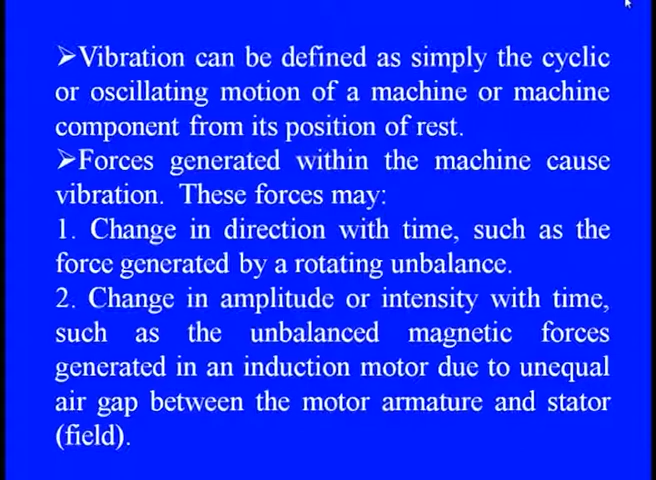 ➢Vibration can be defined as simply the cyclic
or oscillating motion of a machine or machine
component from its position of rest.
➢Forces generated within the machine cause
vibration. These forces may:
1. Change in direction with time, such as the
force generated by a rotating unbalance.
2. Change in amplitude or intensity with time,
such as the unbalanced magnetic forces
generated in an induction motor due to unequal
air gap between the motor armature and stator
(field).